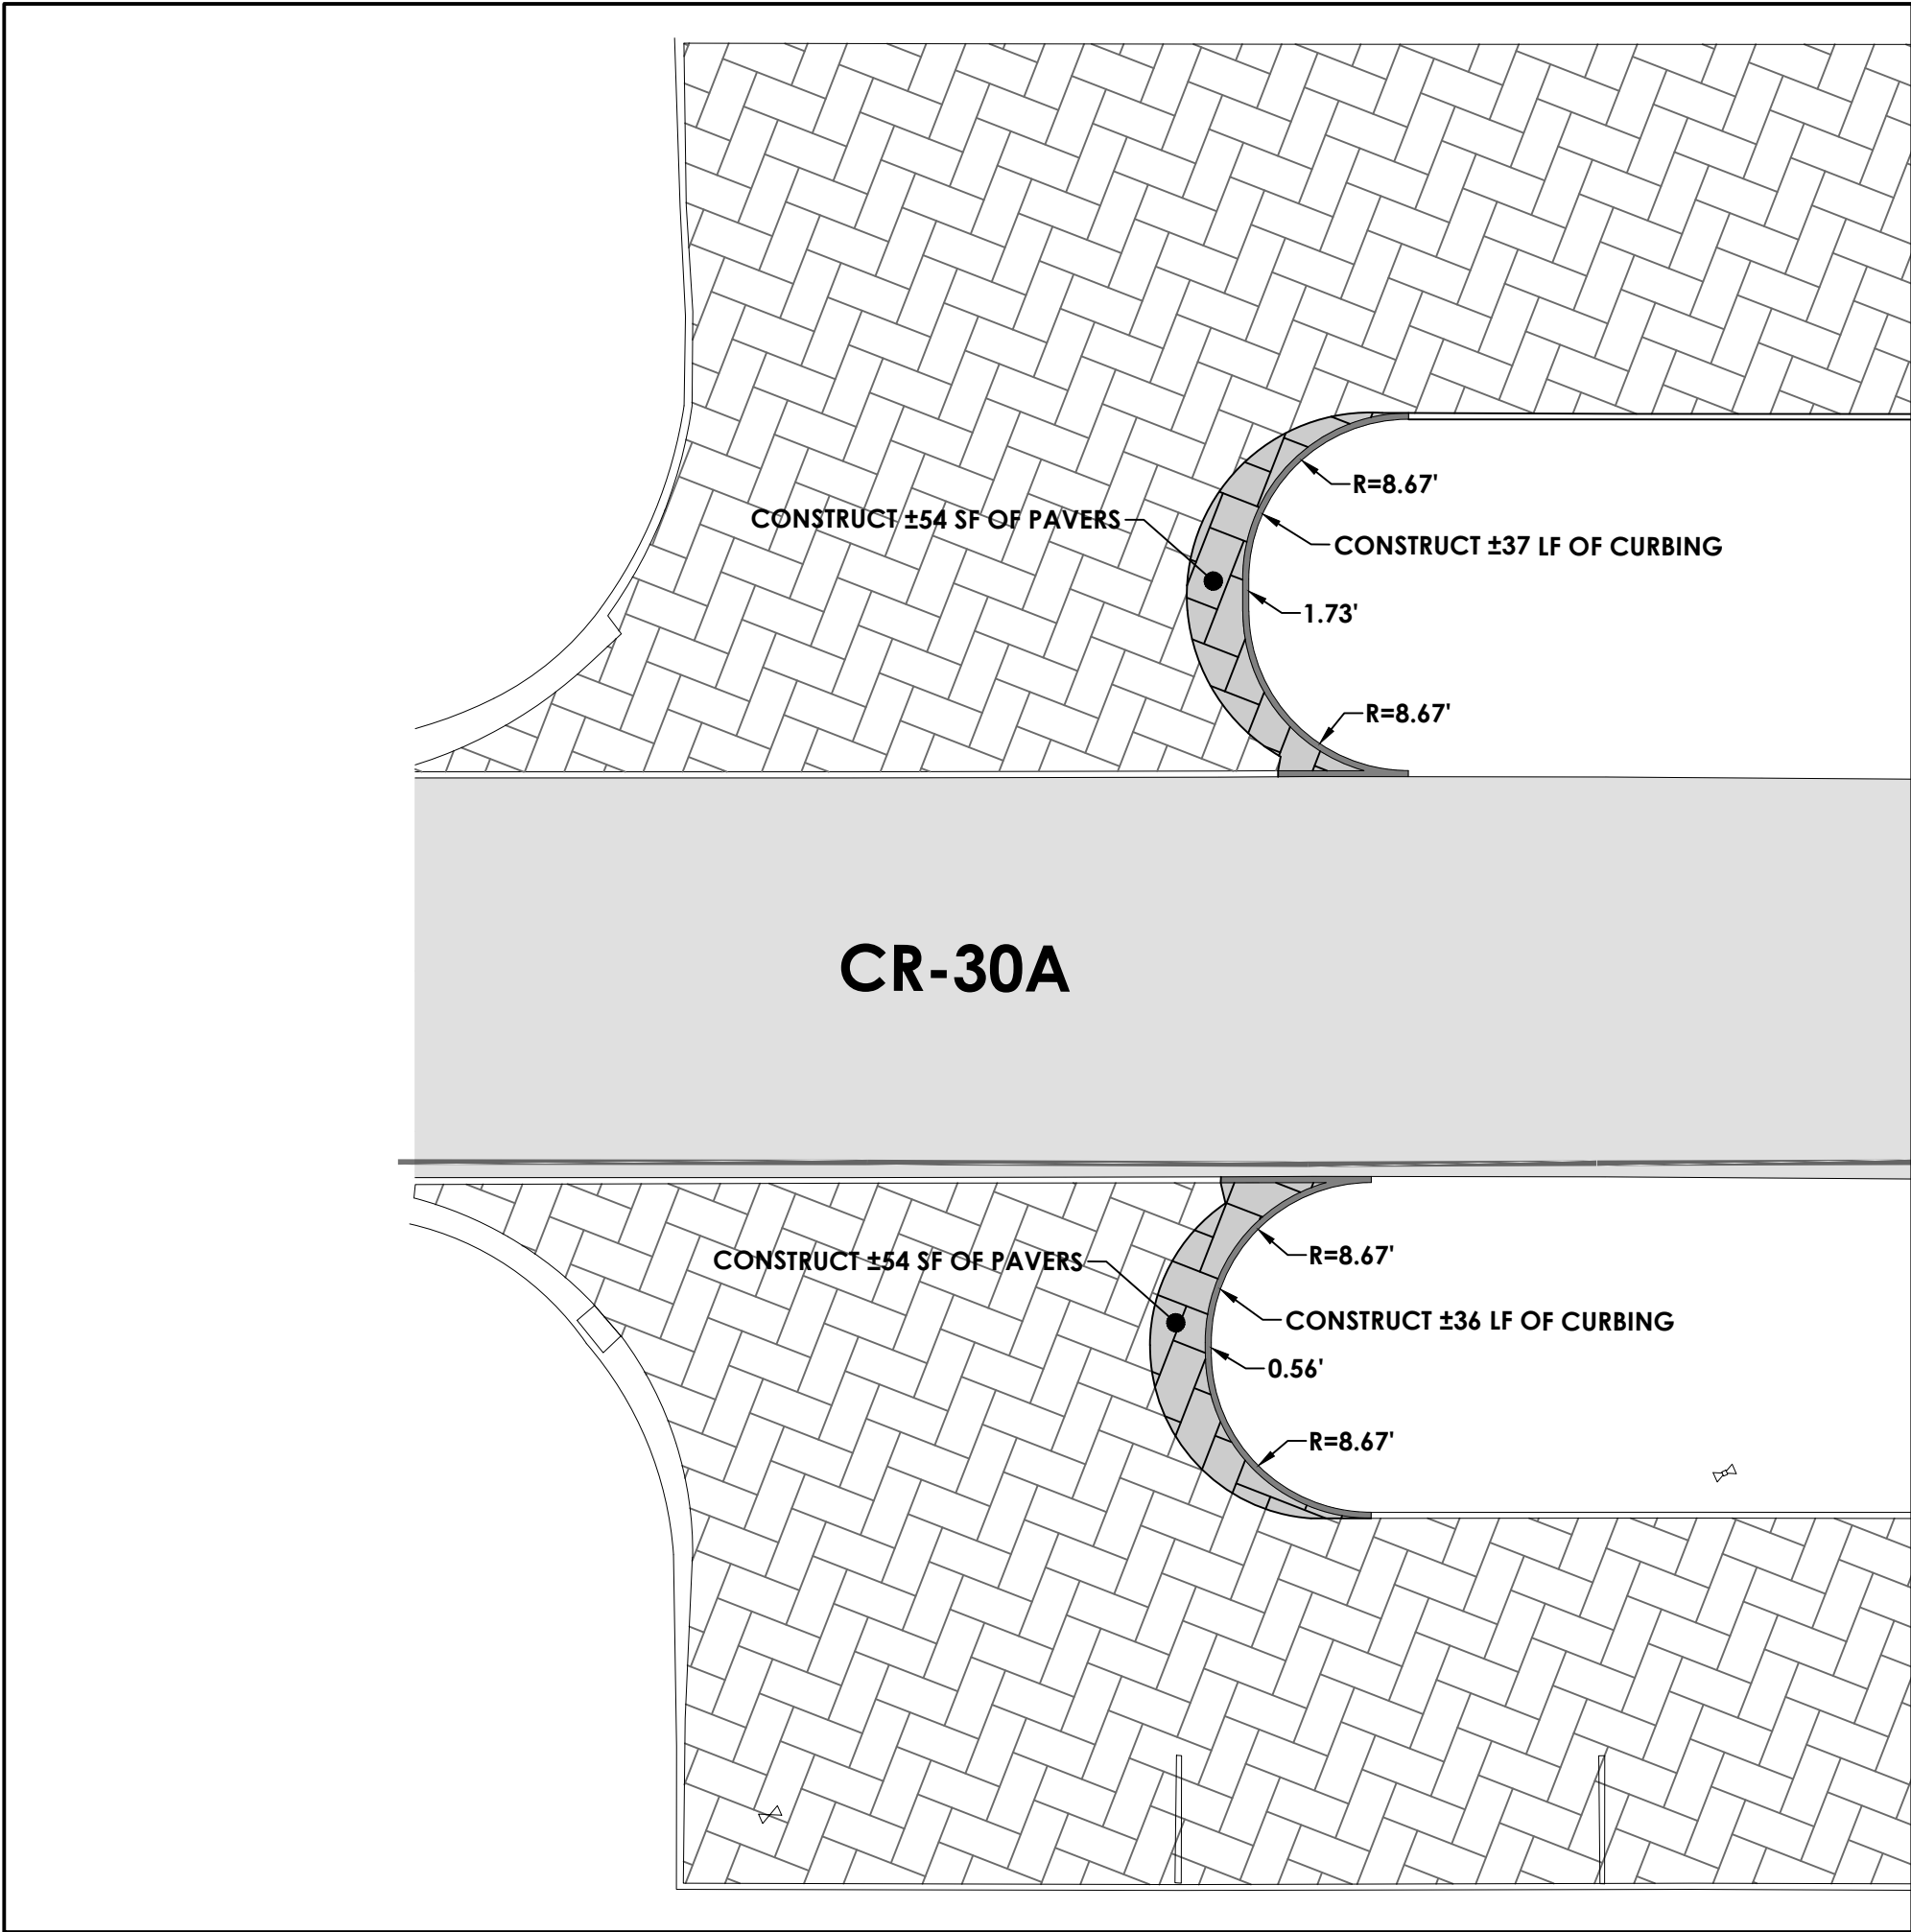 R=8.67'
CONSTRUCT ±54 SF OF PAVERS
CONSTRUCT ±37 LF OF CURBING
1.73'
R=8.67'
CR-30A
R=8.67'
CONSTRUCT ±54 SF OF PAVERS
CONSTRUCT ±36 LF OF CURBING
0.56'
R=8.67'